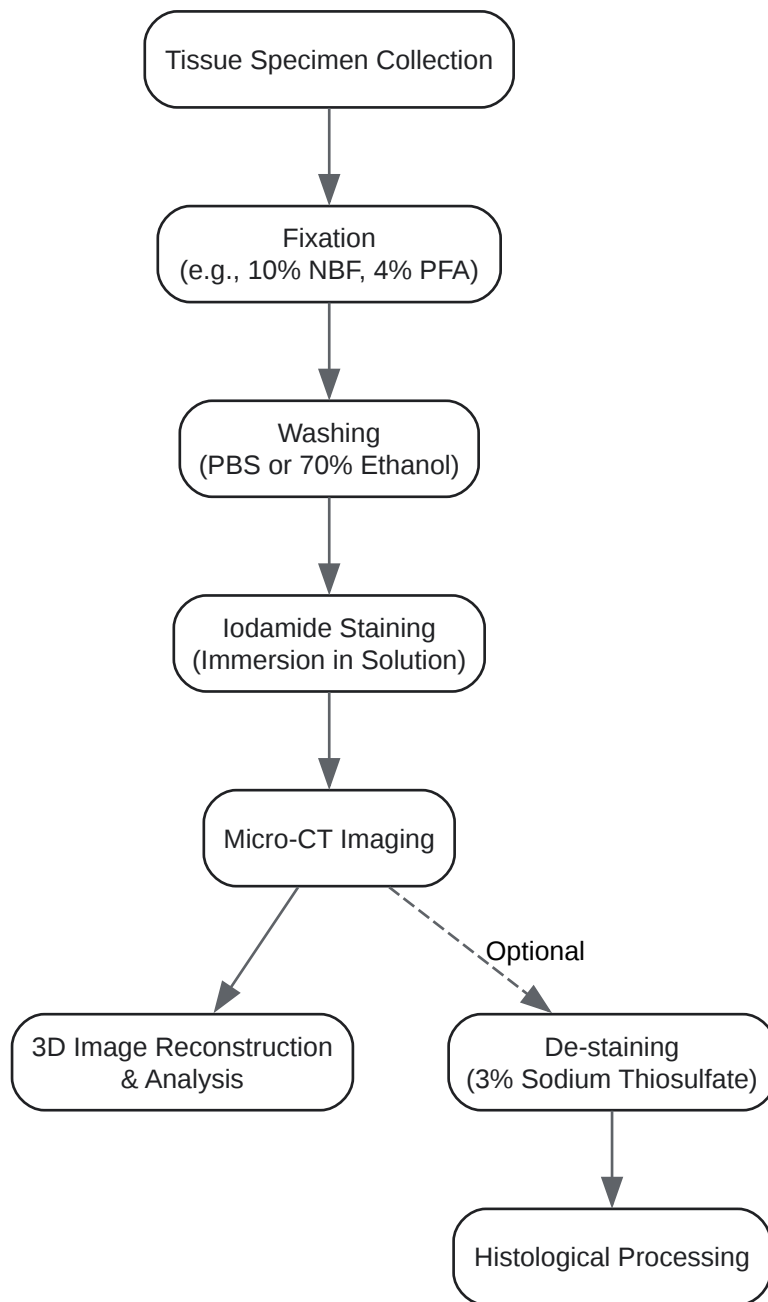 Tissue Specimen Collection
Fixation
(e.g., 10% NBF, 4% PFA)
Washing
(PBS or 70% Ethanol)
Iodamide Staining
(Immersion in Solution)
Micro-CT Imaging
Optional
3D Image Reconstruction
& Analysis
De-staining
(3% Sodium Thiosulfate)
Histological Processing